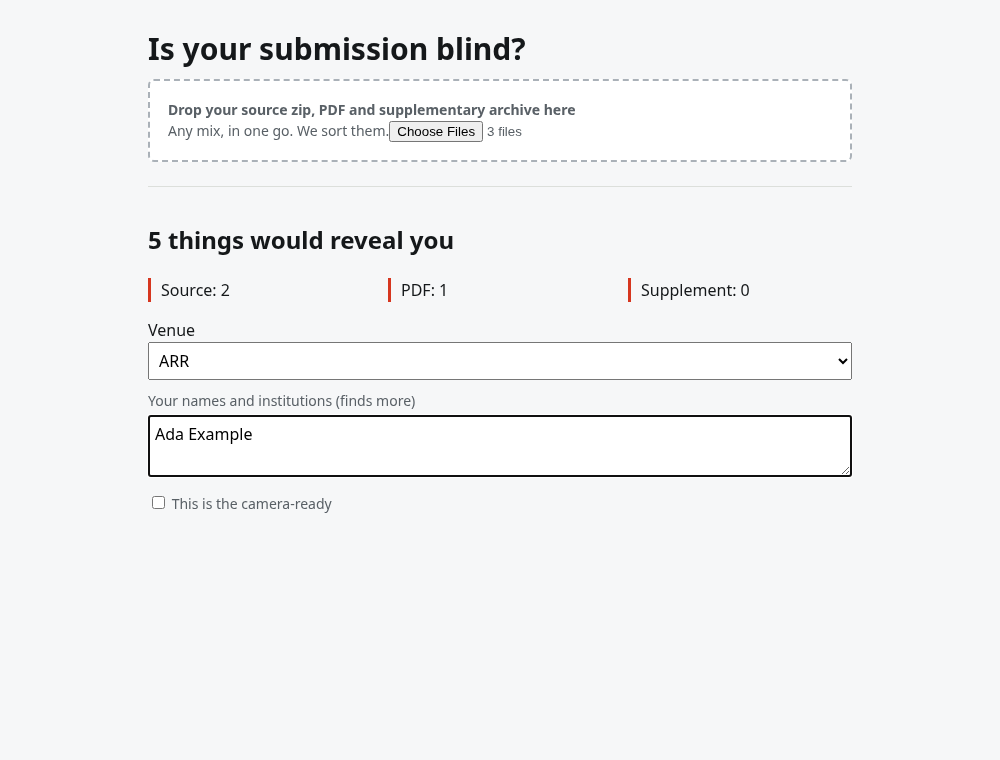 Is your submission blind?
Drop your source zip, PDF and supplementary archive here
Any mix, in one go. We sort them. Choose Files 3 files
5 things would reveal you
Source: 2 PDF: 1 Supplement: 0
Venue
ARR
Your names and institutions (finds more)
Ada Example
This is the camera-ready